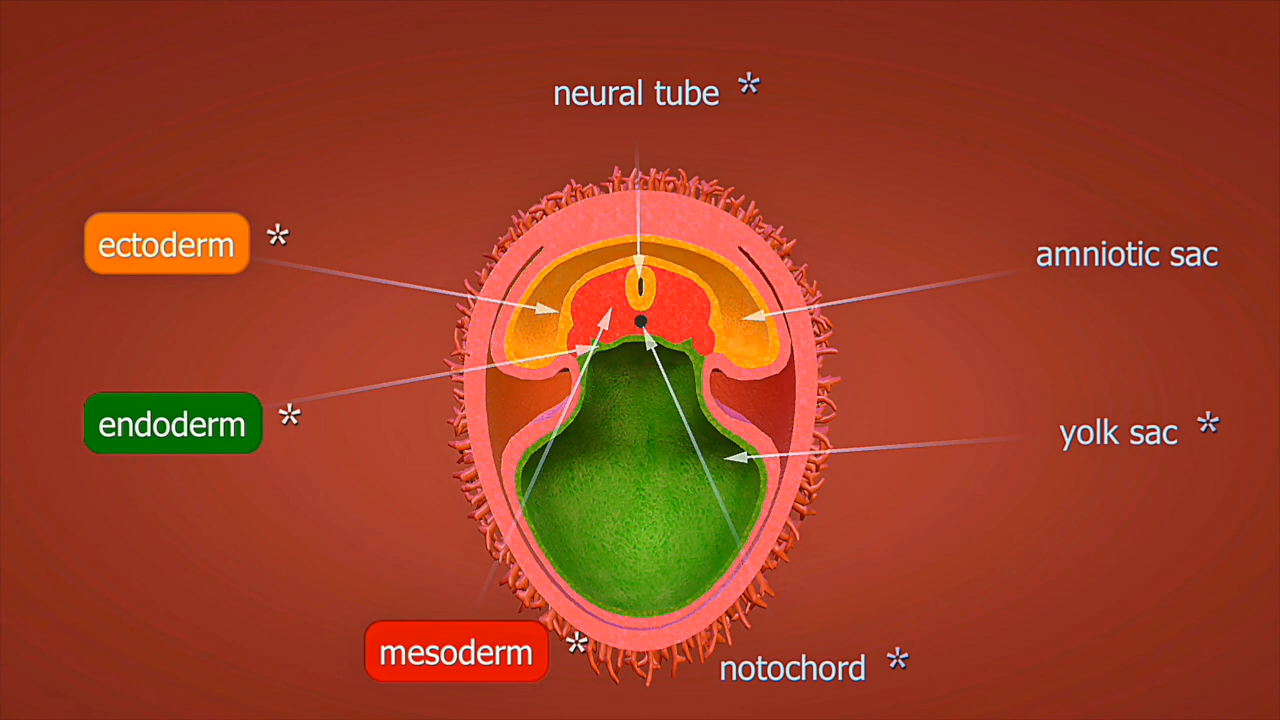 neural tube *
ectoderm *
amniotic sac
endoderm *
yolk sac *
mesoderm *
notochord *